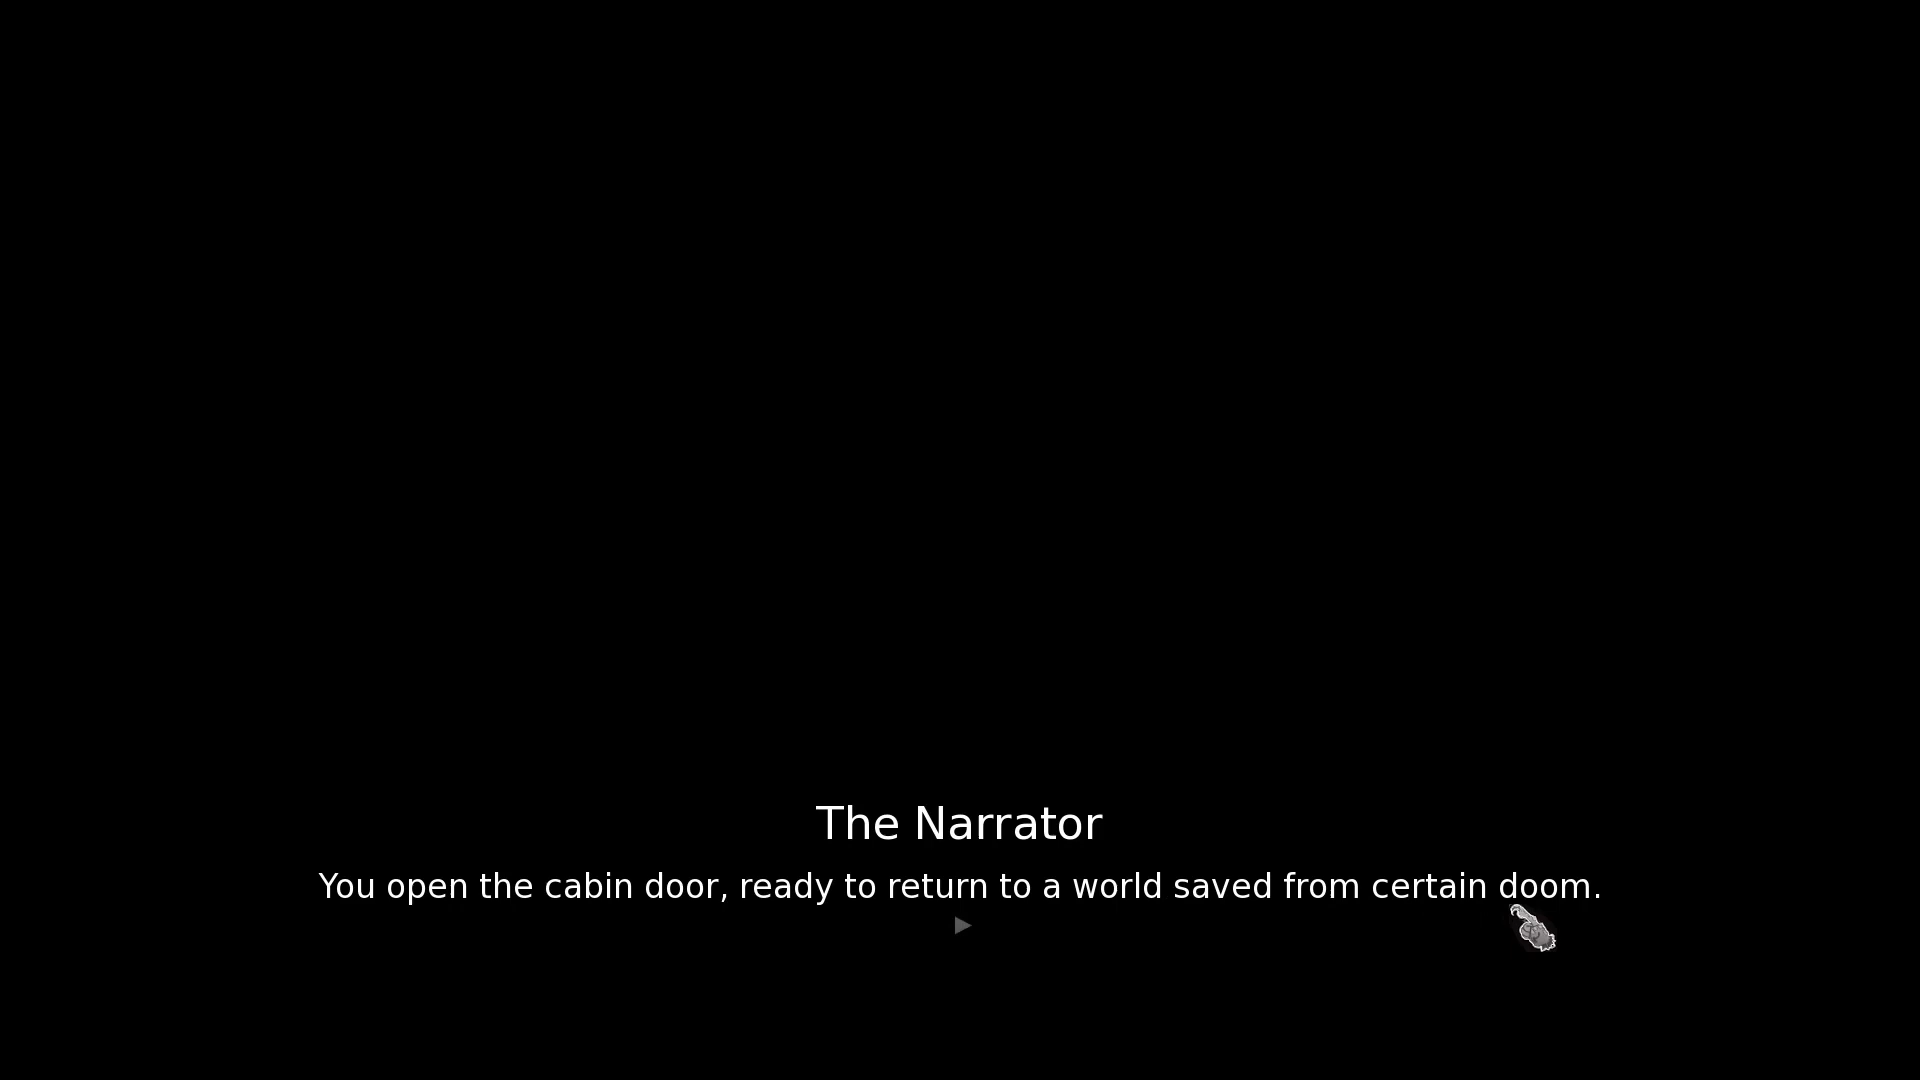 The Narrator
You open the cabin door, ready to return to a world saved from certain doom.